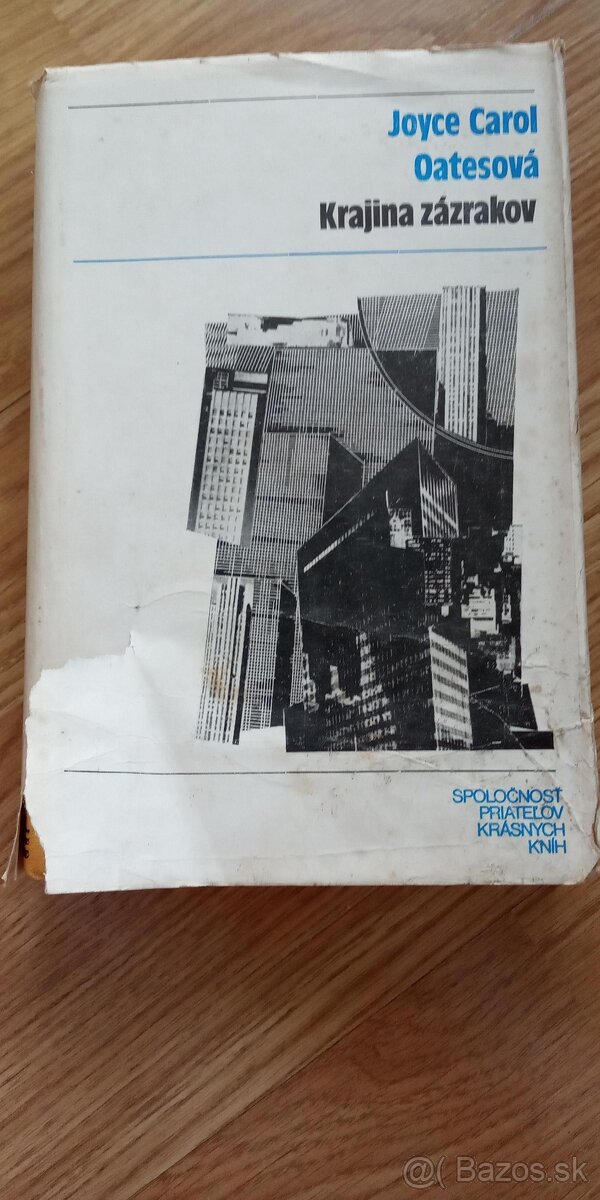 Joyce Carol
Oatesová
Krajina zázrakov
SPOLOČNOSŤ
PRIATEĽOV
KRÁSNYCH
KNÍH
@( Bazos.sk